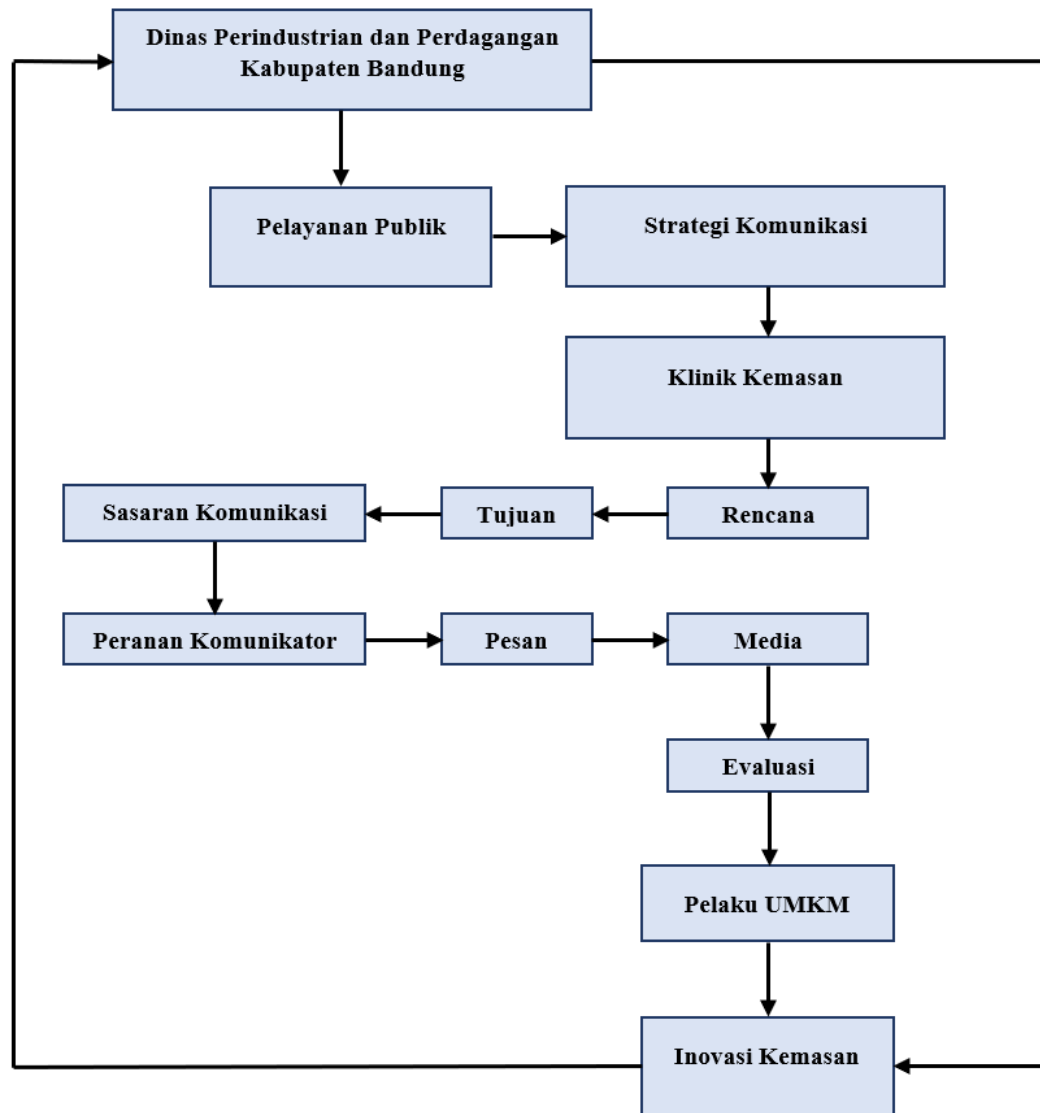 Dinas Perindustrian dan Perdagangan
Kabupaten Bandung
Pelayanan Publik
Strategi Komunikasi
Klinik Kemasan
Sasaran Komunikasi
Tujuan
Rencana
Peranan Komunikator
Pesan
Media
Evaluasi
Pelaku UMKM
Inovasi Kemasan